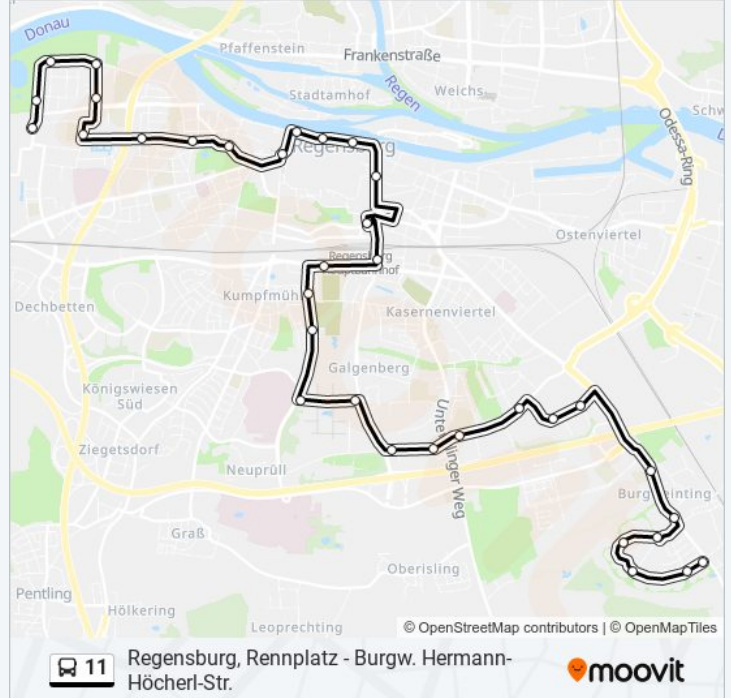 Donau
Pfaffenstein
Frankenstraße
Regen
Weichs
Stadtamhof
Schw
Odessa-Ring
Regensburg
Ostenviertel
Regensburg
Hauptbahnhof
Kumpfmühl
Dechbetten
Kasernenviertel
Galgenberg
Königswiesen
Süd
Unterislinger Weg
Ziegetsdorf
Neuprüll
Burgweinting
Graß
Oberisling
Pentling
Hölkering
Leoprechting
© OpenStreetMap contributors | © OpenMapTiles
11
Regensburg, Rennplatz - Burgw. Hermann-
Höcherl-Str.
moovit